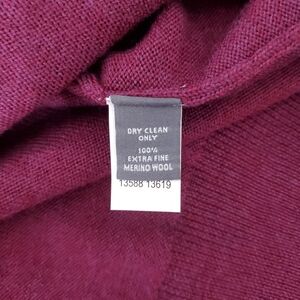 DRY CLEAN
ONLY
100%
EXTRA FINE
MERINO WOOL
13588 13619